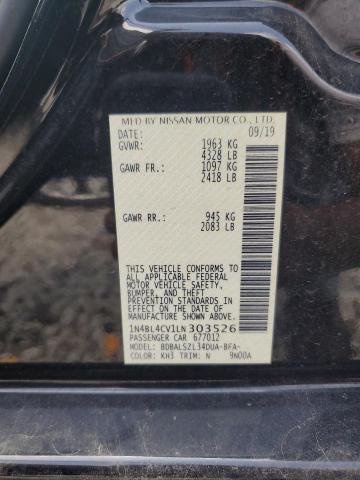 MFD BY NISSAN MOTOR CO., LTD.
DATE: 09/19
GVWR: 1963 KG
4328 LB
GAWR FR.: 1097 KG
2418 LB
GAWR RR.: 945 KG
2083 LB
THIS VEHICLE CONFORMS TO
ALL APPLICABLE FEDERAL
MOTOR VEHICLE SAFETY,
BUMPER, AND THEFT
PREVENTION STANDARDS
IN EFFECT ON THE DATE OF
MANUFACTURE SHOWN ABOVE.
1N4BL4CV1LN303526
PASSENGER CAR 677012
MODEL: BDBALSZL34DUA-BFA-
COLOR: KH3 TRIM: N 9N00A